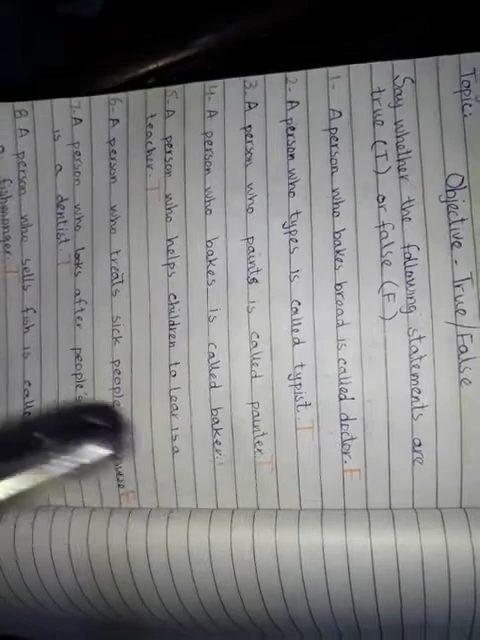 Topic: Objective - True/False
Say whether the following statements are
true (T) or false (F)
1- A person who bakes broad is called doctor. F
2- A person who types is called typist. T
3- A person who paints is called painter. T
4- A person who bakes is called baker.
5- A person who helps children to lear is a
teacher. T
6- A person who treats sick people F
7- A person who looks after people's
is a dentist. T
8 A person who sells fish is calle
a fishmonger. T